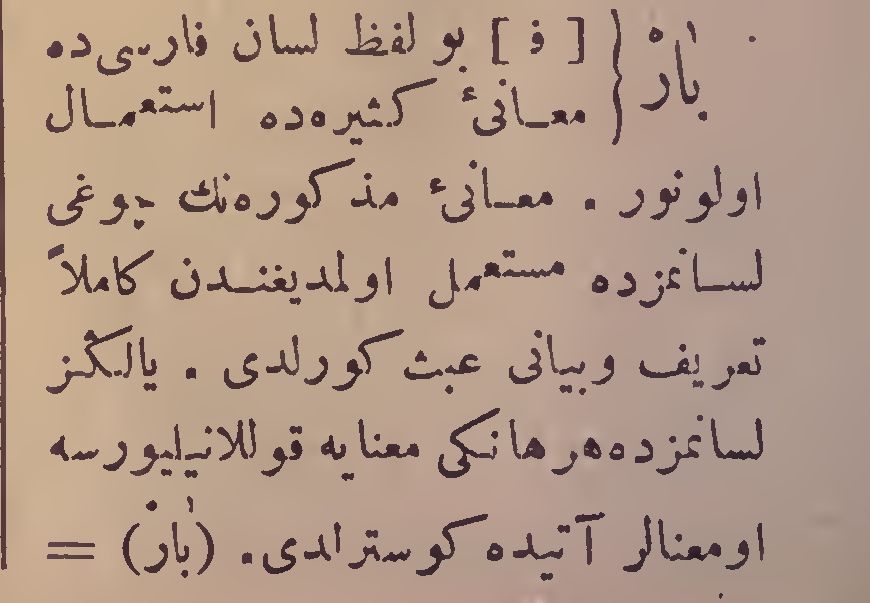 بار { [ ف ] بو لفظ لسان فارسی‌ده
معانیٔ کثیره‌ده استعمال
اولونور . معانیٔ مذکوره‌نك چوغی
لسانمزده مستعمل اولمدیغندن کاملاً
تعریف وبیانی عبث کورلدی . یالکڭز
لسانمزده‌هرهانکی معنایه قوللانیلیورسه
اومعنالر آتیده کوسترلدی. (بار) =